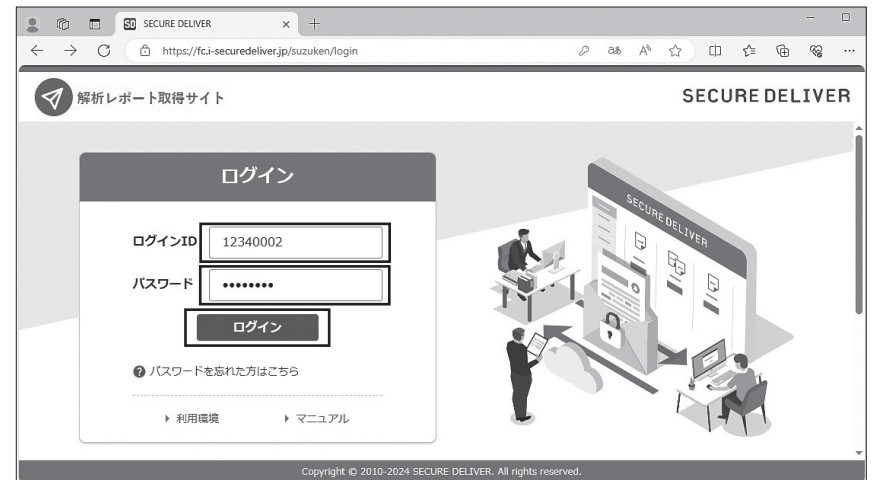 SD SECURE DELIVER
https://fc.i-securedeliver.jp/suzuken/login
解析レポート取得サイト
SECURE DELIVER
ログイン
ログインID 12340002
パスワード ••••••••
ログイン
? パスワードを忘れた方はこちら
利用環境 マニュアル
SECURE DELIVER
Copyright © 2010-2024 SECURE DELIVER. All rights reserved.